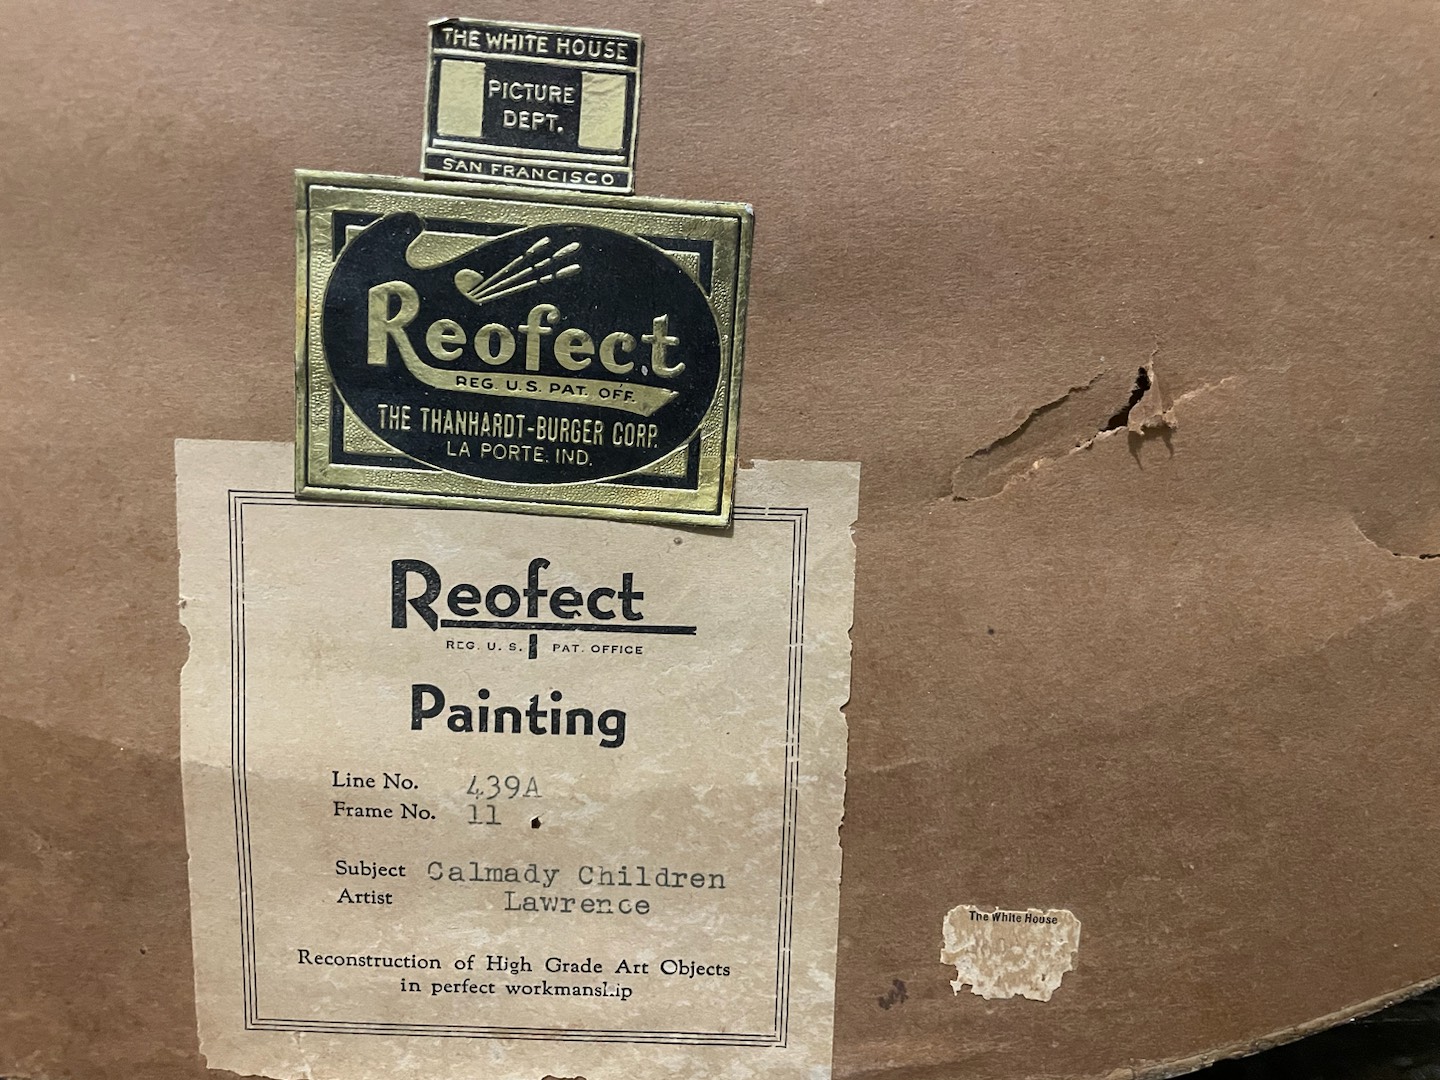 THE WHITE HOUSE
PICTURE
DEPT.
SAN FRANCISCO
Reofect
REG. U.S. PAT. OFF.
THE THANHARDT-BURGER CORP.
LA PORTE. IND.
Reofect
REG. U. S. PAT. OFFICE
Painting
Line No. 439A
Frame No. 11
Subject Calmady Children
Artist Lawrence
Reconstruction of High Grade Art Objects
in perfect workmanship
The White House